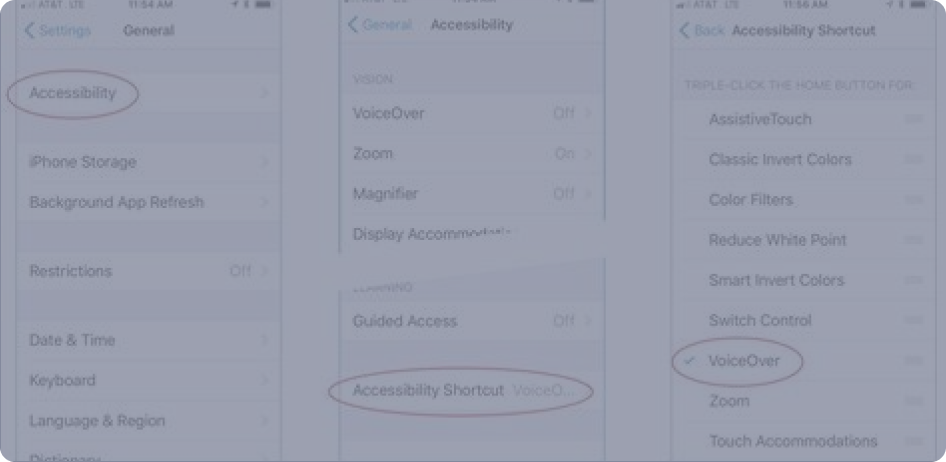 AT&T LTE 11:54 AM
Settings General
Accessibility
iPhone Storage
Background App Refresh
Restrictions Off
Date & Time
Keyboard
Language & Region
Dictionary
General Accessibility
VISION
VoiceOver Off
Zoom On
Magnifier Off
Display
LEARNING
Guided Access Off
Accessibility Shortcut VoiceO...
AT&T LTE 11:56 AM
Back Accessibility Shortcut
TRIPLE-CLICK THE HOME BUTTON FOR:
AssistiveTouch
Classic Invert Colors
Color Filters
Reduce White Point
Smart Invert Colors
Switch Control
VoiceOver
Zoom
Touch Accommodations